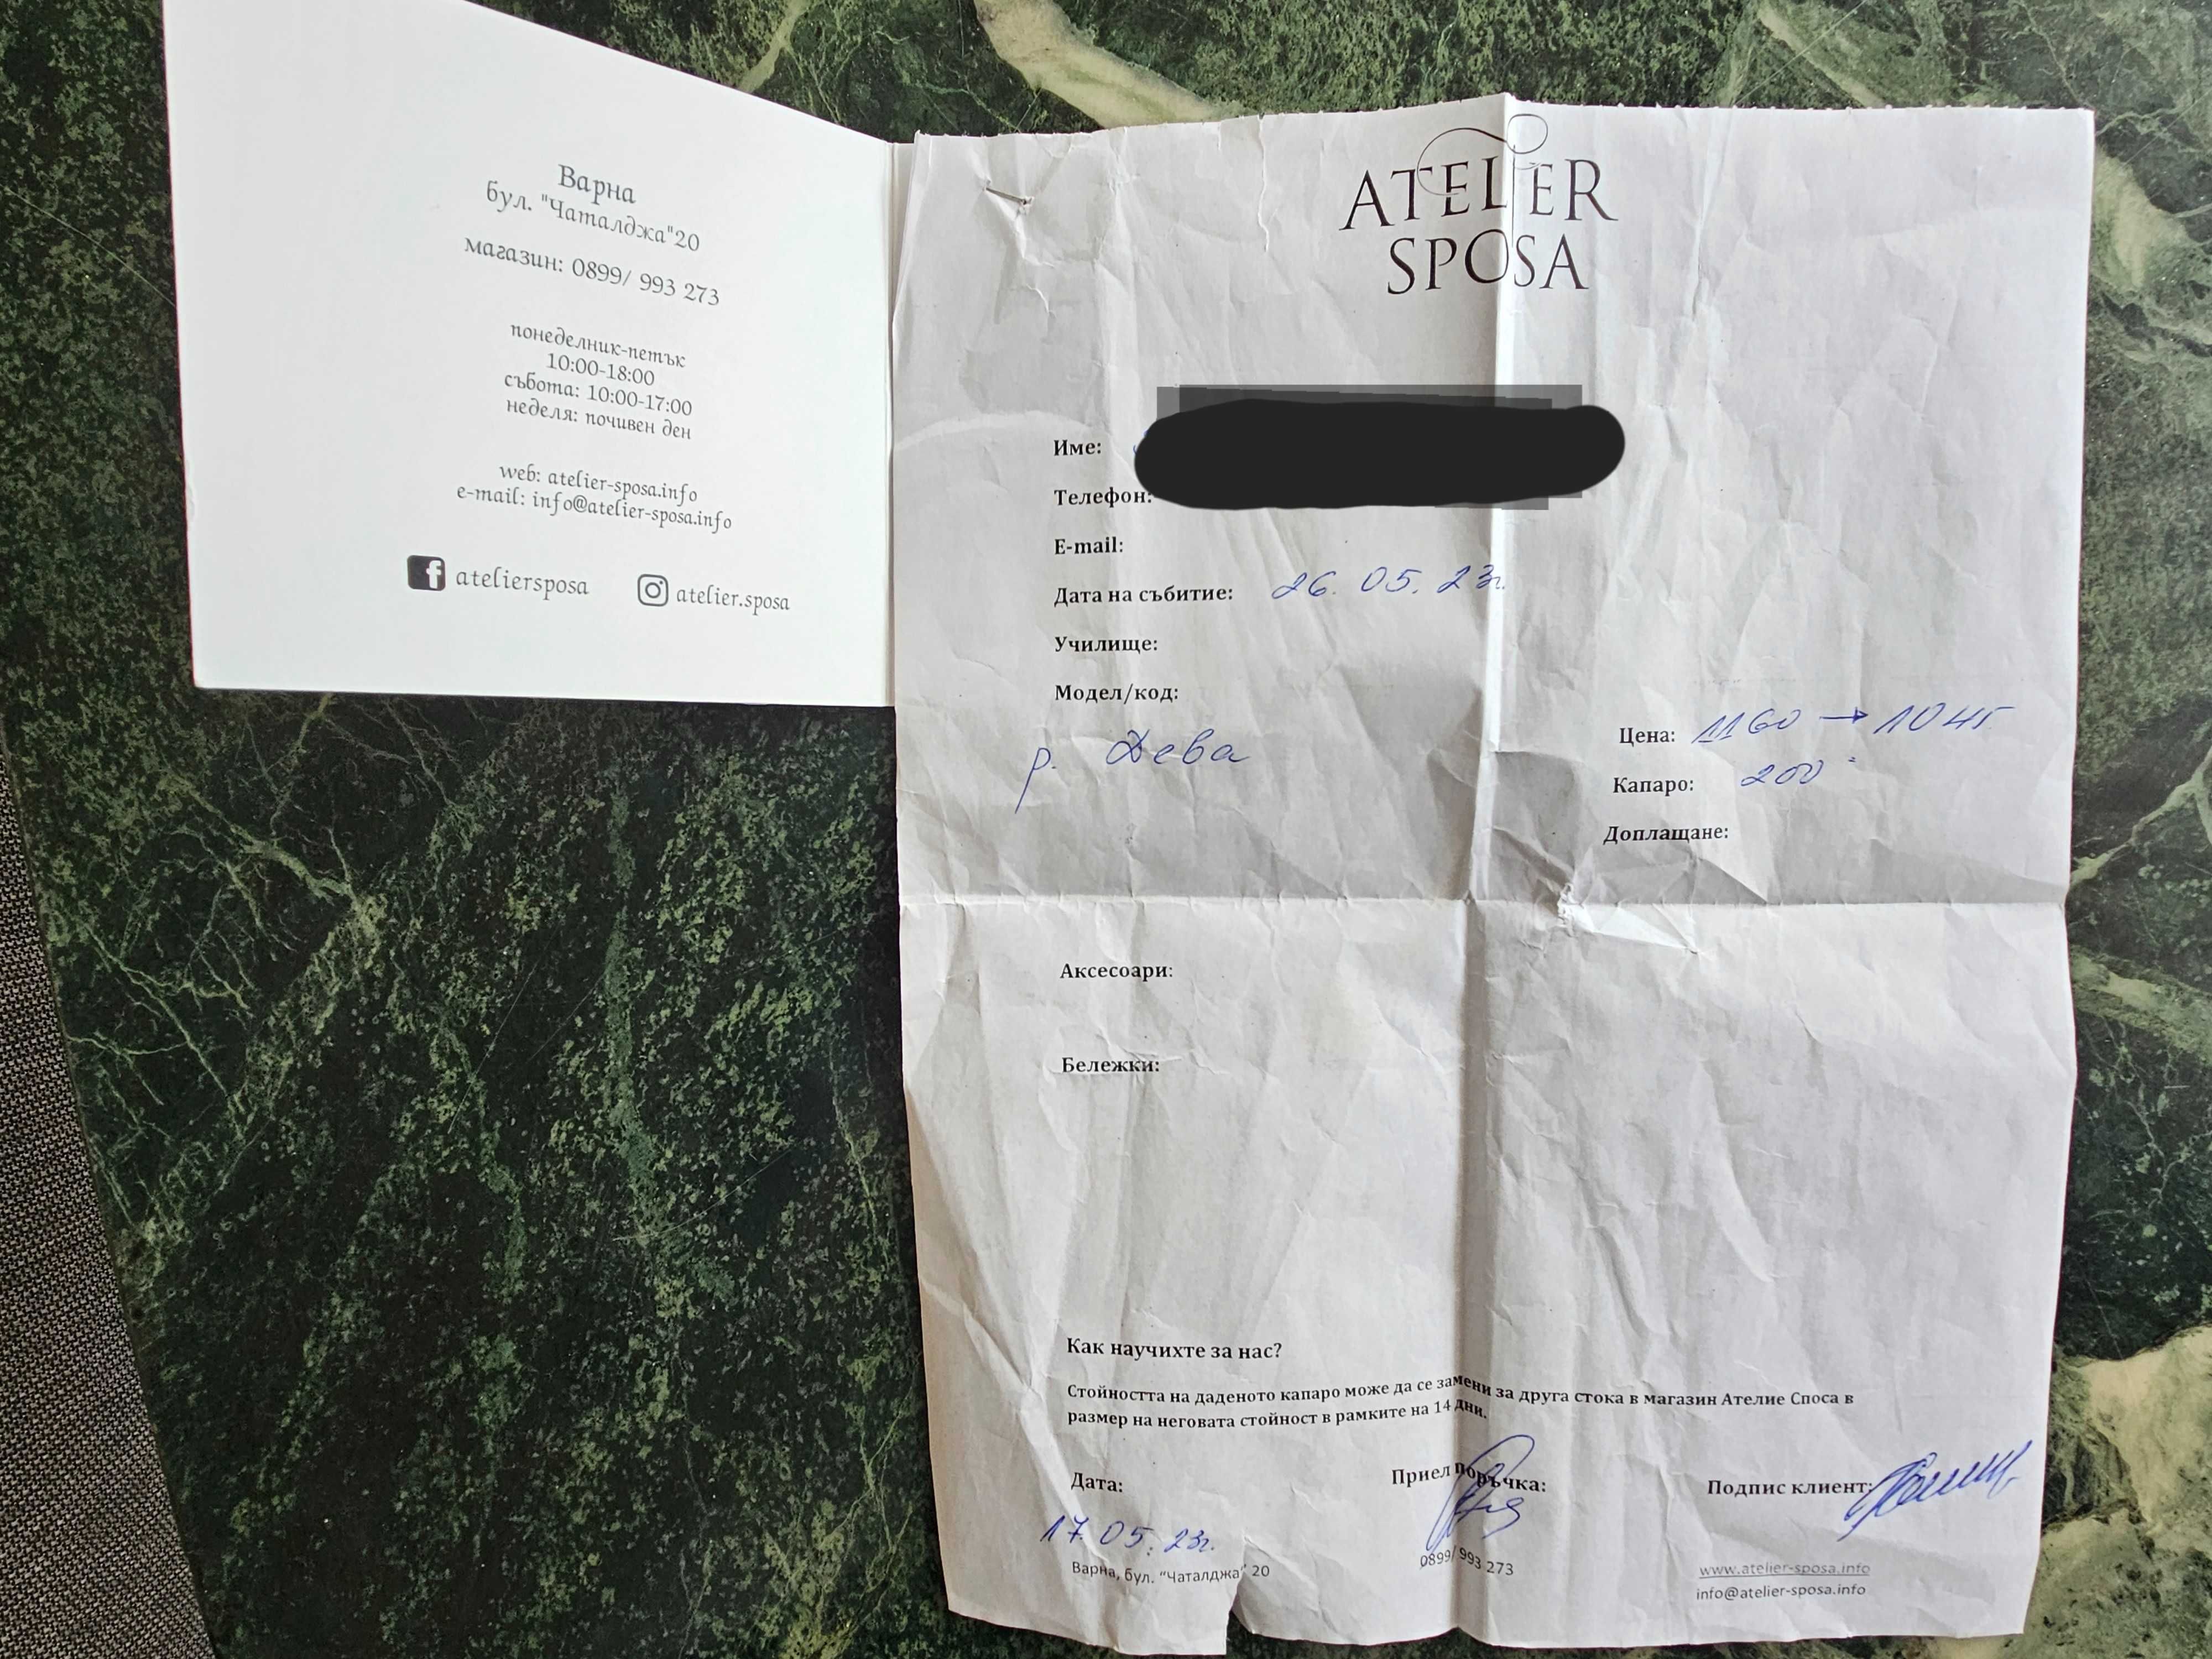 Варна
бул. "Чаталджа"20
магазин: 0899/ 993 273
понеделник-петък
10:00-18:00
събота: 10:00-17:00
неделя: почивен ден
web: atelier-sposa.info
e-mail: info@atelier-sposa.info
ateliersposa
atelier.sposa
ATELIER
SPOSA
Име:
Телефон:
E-mail:
Дата на събитие: 26. 05. 23г.
Училище:
Модел/код:
р. Дева
Цена: 1160 → 1045
Капаро: 200
Доплащане:
Аксесоари:
Бележки:
Как научихте за нас?
Стойността на даденото капаро може да се замени за друга стока в магазин Ателие Споса в
размер на неговата стойност в рамките на 14 дни.
Дата: Приел поръчка: Подпис клиент:
17. 05. 23г.
Варна, бул. "Чаталджа" 20 0899/ 993 273 www.atelier-sposa.info
info@atelier-sposa.info